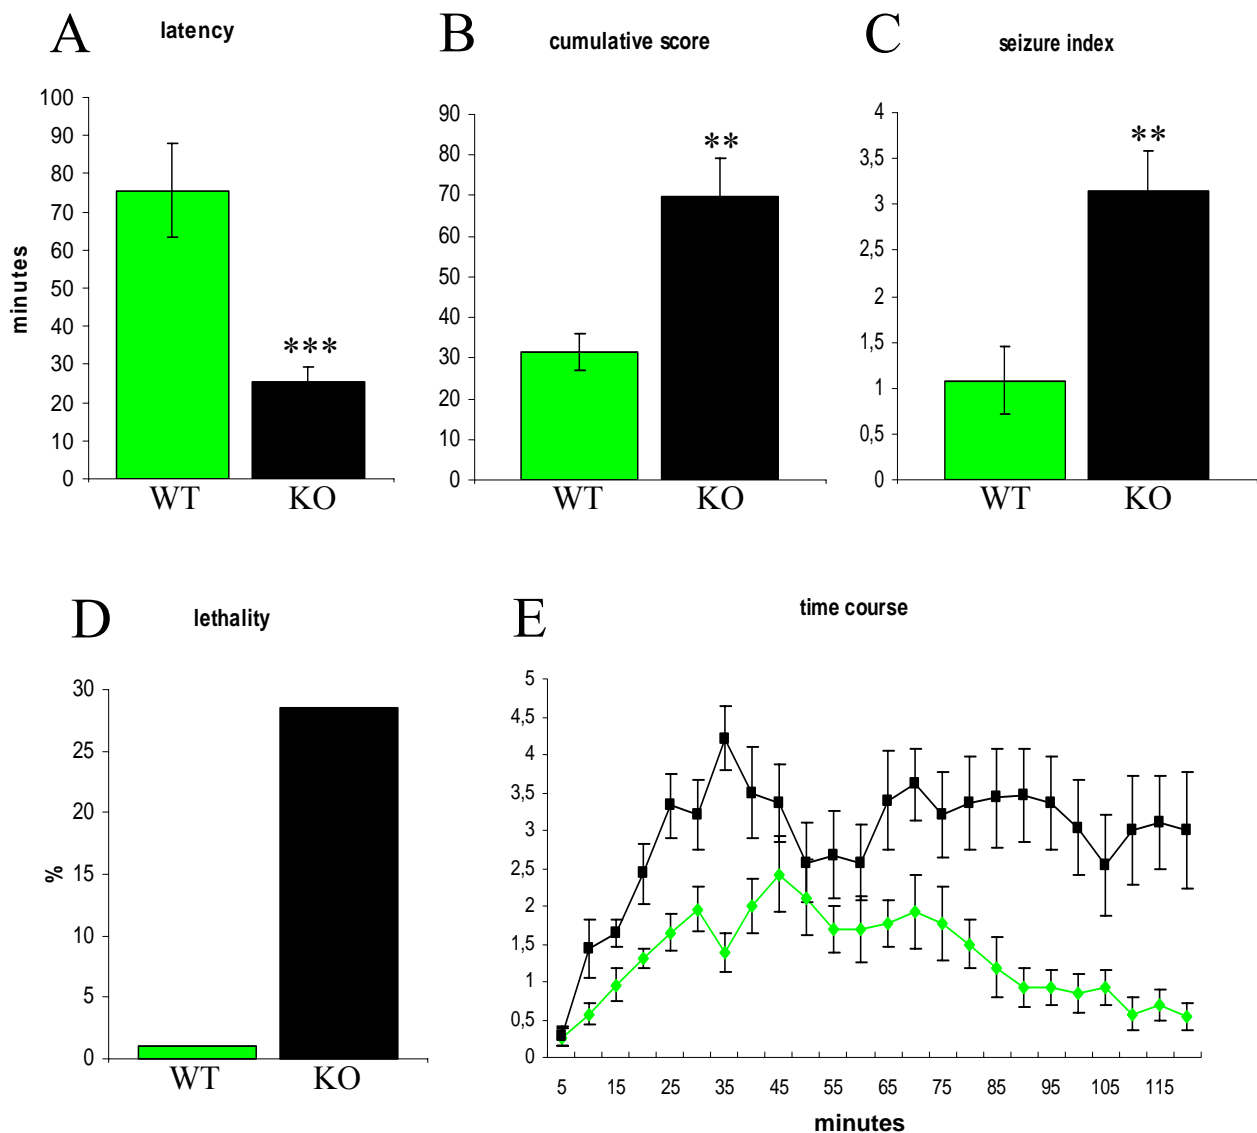 A
latency
minutes
100
90
80
70
60
50
40
30
20
10
0
***
WT
KO
B
cumulative score
90
80
70
60
50
40
30
20
10
0
**
WT
KO
C
seizure index
4
3,5
3
2,5
2
1,5
1
0,5
0
**
WT
KO
D
lethality
%
30
25
20
15
10
5
0
WT
KO
E
time course
5
4,5
4
3,5
3
2,5
2
1,5
1
0,5
0
5 15 25 35 45 55 65 75 85 95 105 115
minutes